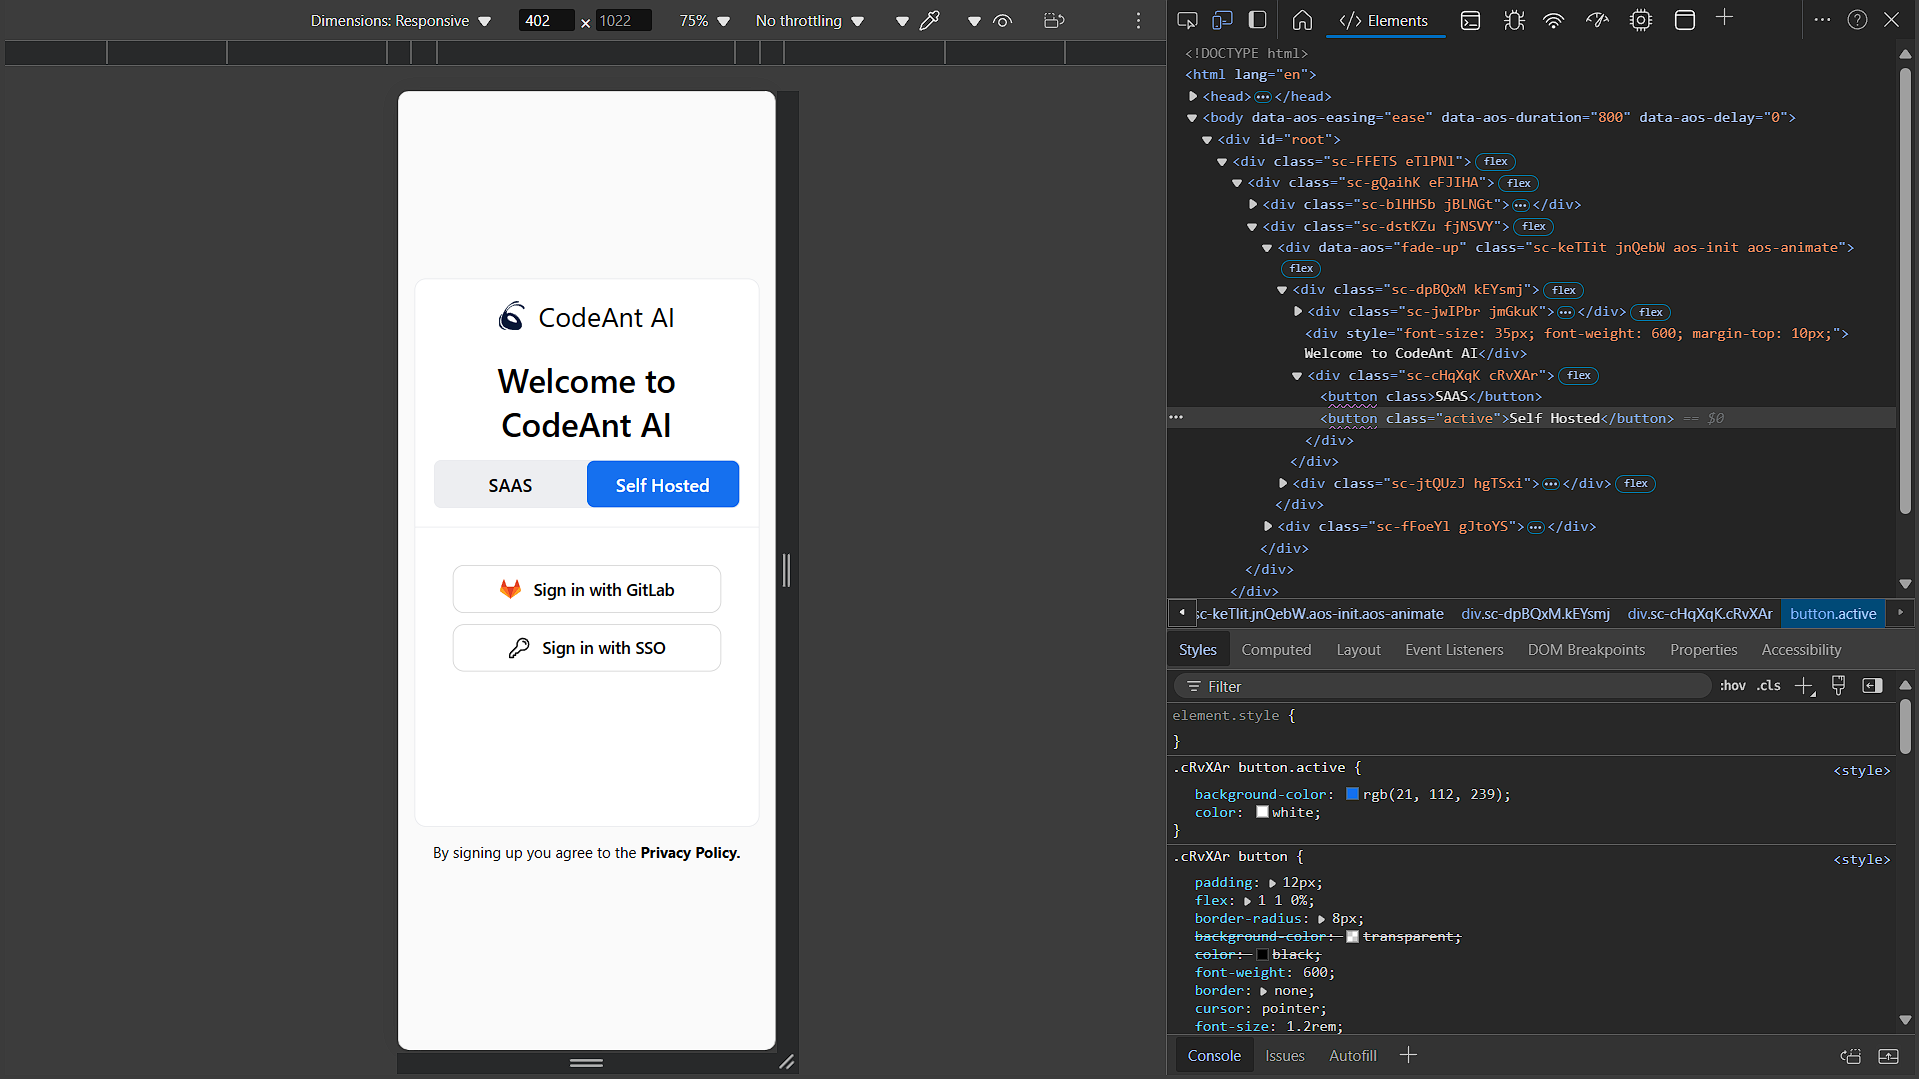 Dimensions: Responsive 402 × 1022 75% No throttling
Elements
CodeAnt AI
Welcome to
CodeAnt AI
SAAS Self Hosted
Sign in with GitLab
Sign in with SSO
By signing up you agree to the Privacy Policy.
<!DOCTYPE html>
<html lang="en">
<head>…</head>
<body data-aos-easing="ease" data-aos-duration="800" data-aos-delay="0">
<div id="root">
<div class="sc-FFETS eTlPNl"> flex
<div class="sc-gQaihK eFJIHA"> flex
<div class="sc-blHHSb jBLNGt">…</div>
<div class="sc-dstKZu fjNSVY"> flex
<div data-aos="fade-up" class="sc-keTIit jnQebW aos-init aos-animate">
flex
<div class="sc-dpBQxM kEYsmj"> flex
<div class="sc-jwIPbr jmGkuK">…</div> flex
<div style="font-size: 35px; font-weight: 600; margin-top: 10px;">
Welcome to CodeAnt AI</div>
<div class="sc-cHqXqK cRvXAr"> flex
<button class>SAAS</button>
<button class="active">Self Hosted</button> == $0
</div>
</div>
<div class="sc-jtQUzJ hgTSxi">…</div> flex
</div>
<div class="sc-fFoeYl gJtoYS">…</div>
</div>
</div>
</div>
sc-keTIit.jnQebW.aos-init.aos-animate div.sc-dpBQxM.kEYsmj div.sc-cHqXqK.cRvXAr button.active
Styles Computed Layout Event Listeners DOM Breakpoints Properties Accessibility
Filter :hov .cls
element.style {
}
.cRvXAr button.active { <style>
background-color: rgb(21, 112, 239);
color: white;
}
.cRvXAr button { <style>
padding: 12px;
flex: 1 1 0%;
border-radius: 8px;
background-color: transparent;
color: black;
font-weight: 600;
border: none;
cursor: pointer;
font-size: 1.2rem;
Console Issues Autofill